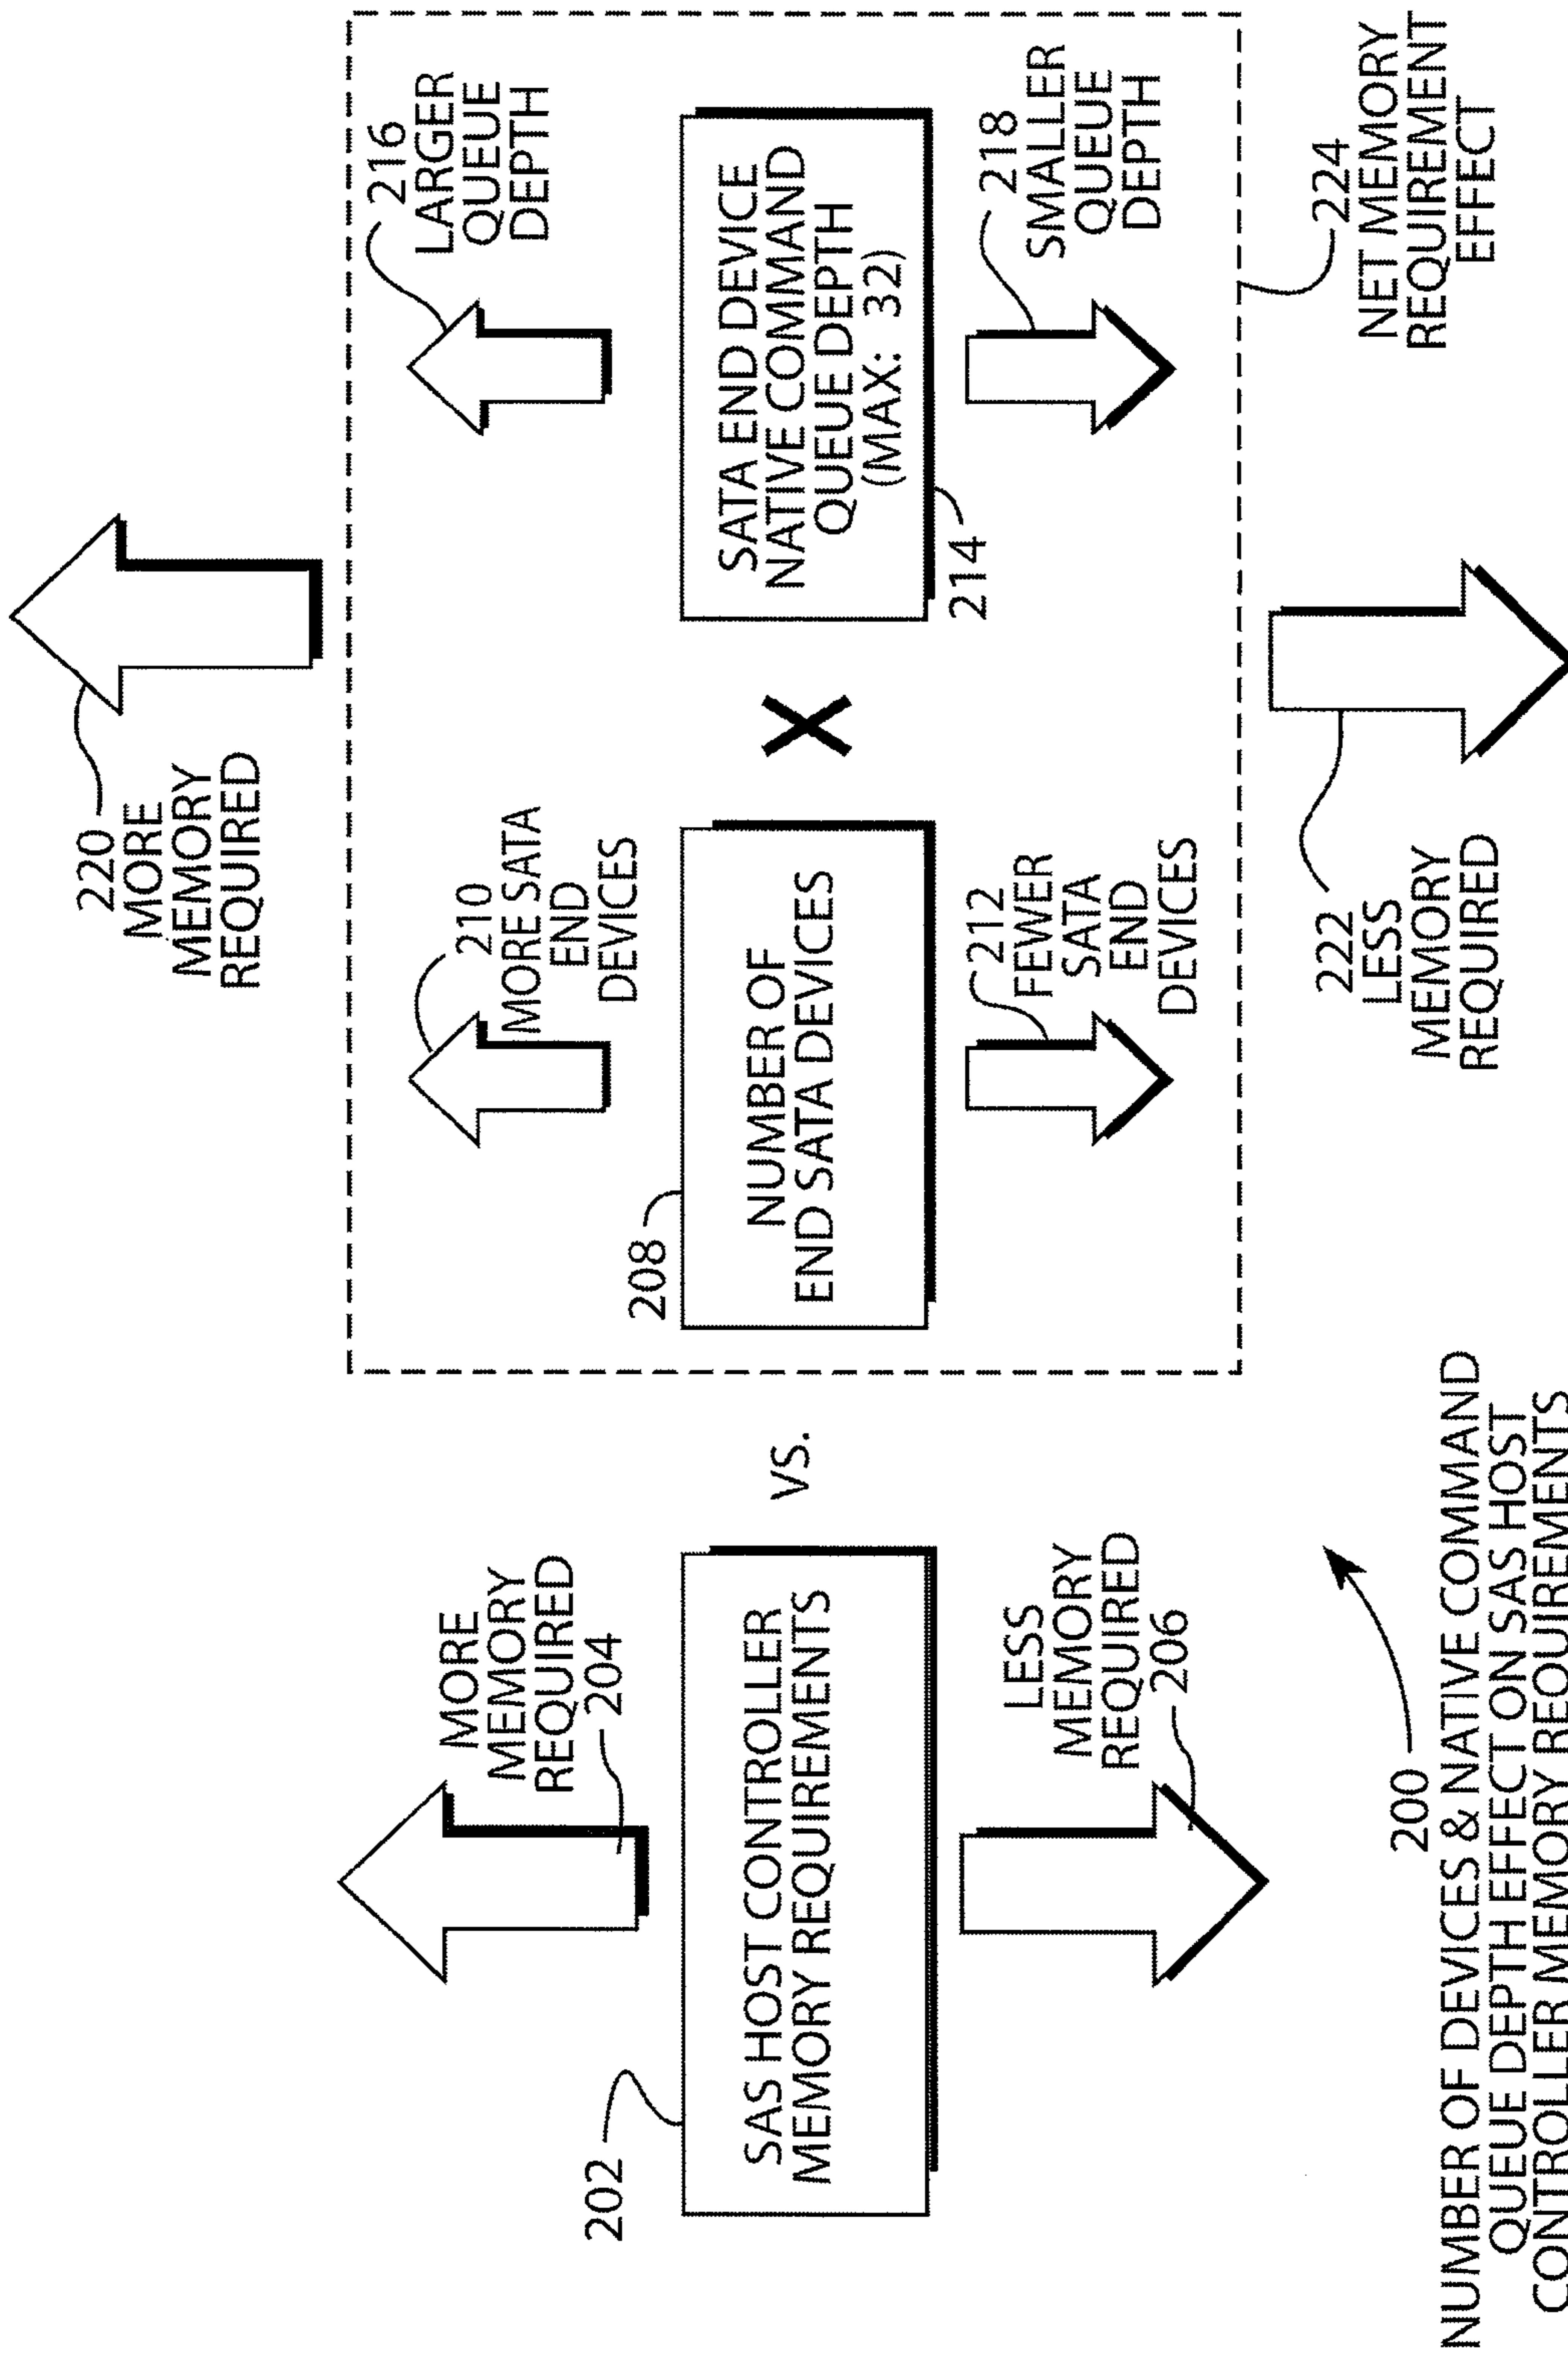 220
MORE
MEMORY
REQUIRED
MORE
MEMORY
REQUIRED
204
210
MORE SATA
END
DEVICES
216
LARGER
QUEUE
DEPTH
202
SAS HOST CONTROLLER
MEMORY REQUIREMENTS
VS.
208
NUMBER OF
END SATA DEVICES
X
SATA END DEVICE
NATIVE COMMAND
QUEUE DEPTH
(MAX: 32)
214
LESS
MEMORY
REQUIRED
206
212
FEWER
SATA
END
DEVICES
218
SMALLER
QUEUE
DEPTH
222
LESS
MEMORY
REQUIRED
224
NET MEMORY
REQUIREMENT
EFFECT
200
NUMBER OF DEVICES & NATIVE COMMAND
QUEUE DEPTH EFFECT ON SAS HOST
CONTROLLER MEMORY REQUIREMENTS